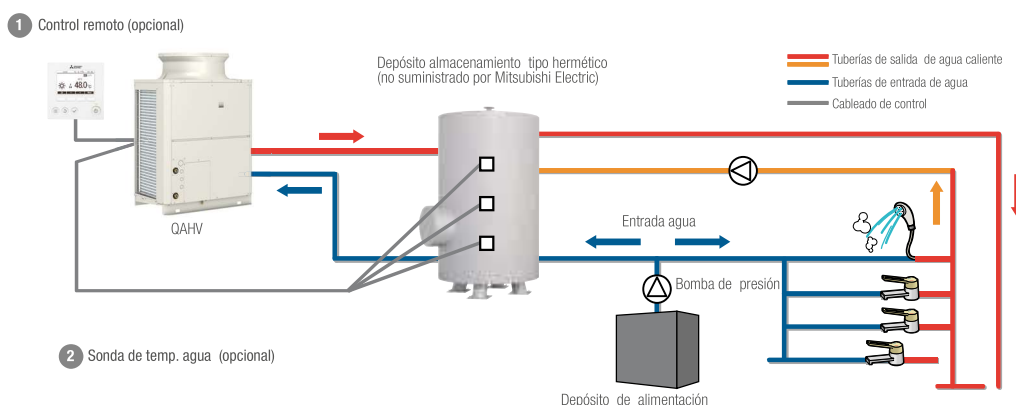 1 Control remoto (opcional)
Depósito almacenamiento tipo hermético
(no suministrado por Mitsubishi Electric)
Tuberías de salida de agua caliente
Tuberías de entrada de agua
Cableado de control
48.0
QAHV
Entrada agua
Bomba de presión
2 Sonda de temp. agua (opcional)
Depósito de alimentación